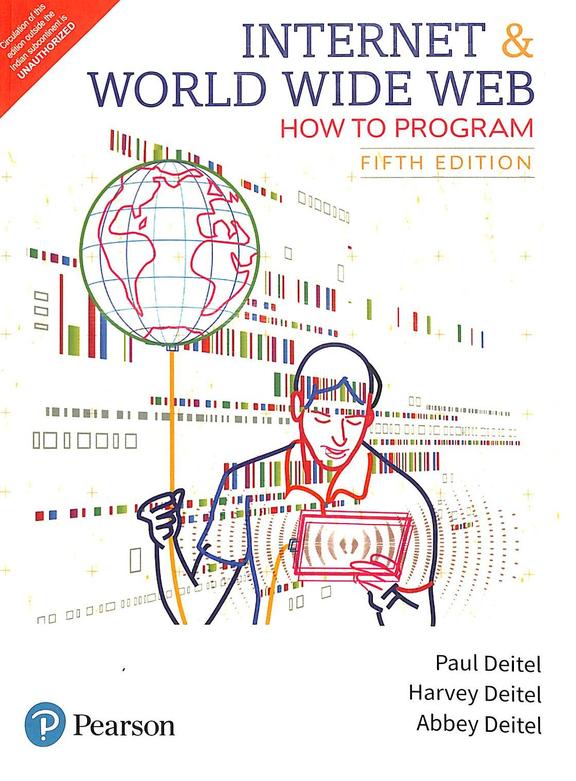 Circulation of this
edition outside the
Indian subcontinent is
UNAUTHORIZED
INTERNET &
WORLD WIDE WEB
HOW TO PROGRAM
FIFTH EDITION
Paul Deitel
Harvey Deitel
Abbey Deitel
P Pearson